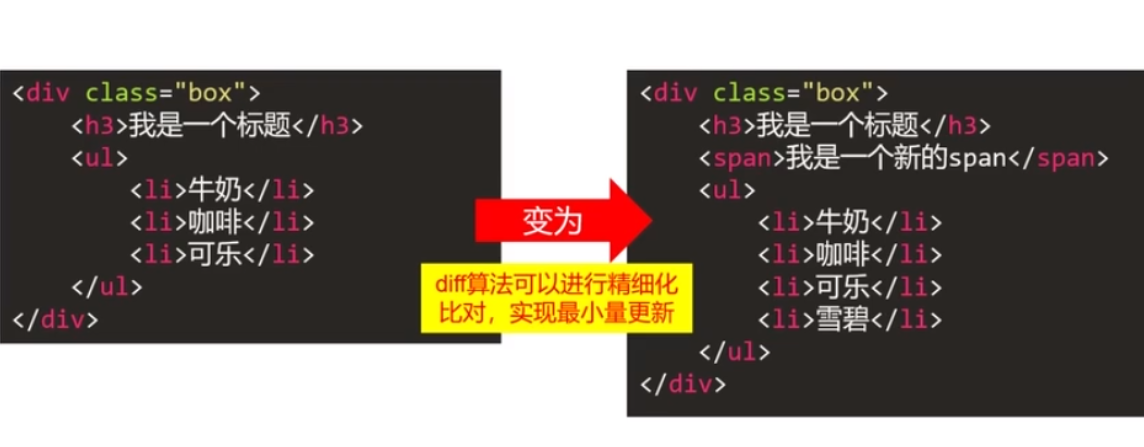 <div class="box">
    <h3>我是一个标题</h3>
    <ul>
        <li>牛奶</li>
        <li>咖啡</li>
        <li>可乐</li>
    </ul>
</div>
变为
diff算法可以进行精细化
比对，实现最小量更新
<div class="box">
    <h3>我是一个标题</h3>
    <span>我是一个新的span</span>
    <ul>
        <li>牛奶</li>
        <li>咖啡</li>
        <li>可乐</li>
        <li>雪碧</li>
    </ul>
</div>